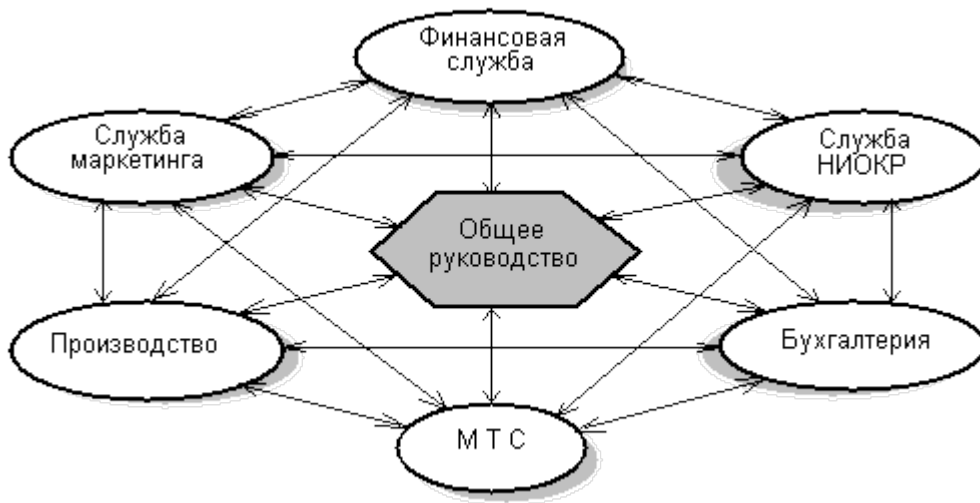 Финансовая
служба
Служба
маркетинга
Служба
НИОКР
Общее
руководство
Производство
Бухгалтерия
М Т С